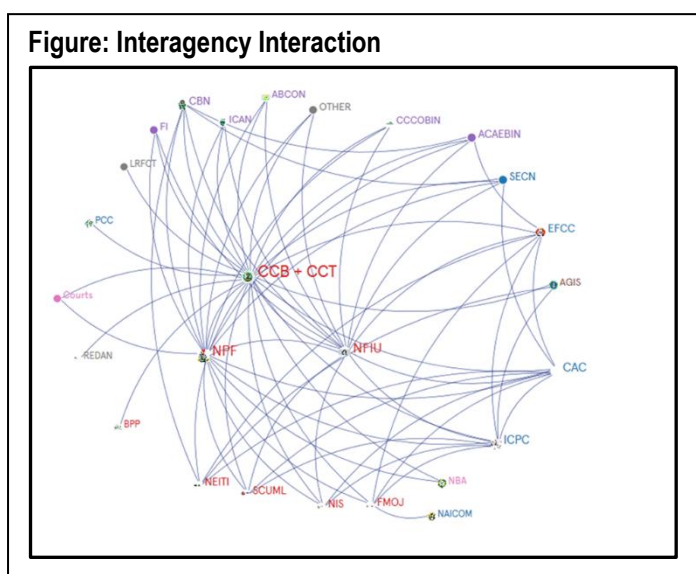 Figure: Interagency Interaction
CBN
ABCON
ICAN
OTHER
CCCOBIN
FI
ACAEBIN
LRFCT
SECN
PCC
EFCC
CCB + CCT
AGIS
Courts
NPF
NFIU
REDAN
CAC
BPP
ICPC
NEITI
SCUML
NIS
FMOJ
NBA
NAICOM